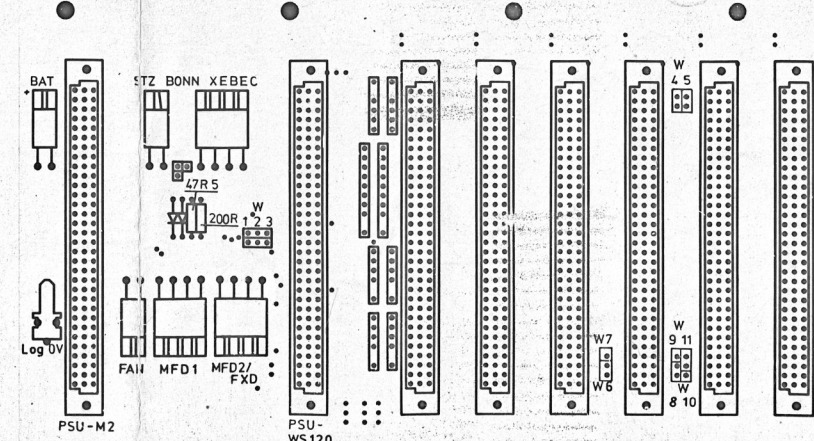 BAT
STZ BONN XEBEC
W
4 5
47R5
200R
W
1 2 3
Log 0V
FAN MFD1 MFD2/
FXD
W7
W6
W
9 11
W
8 10
PSU-M2
PSU-
WS120